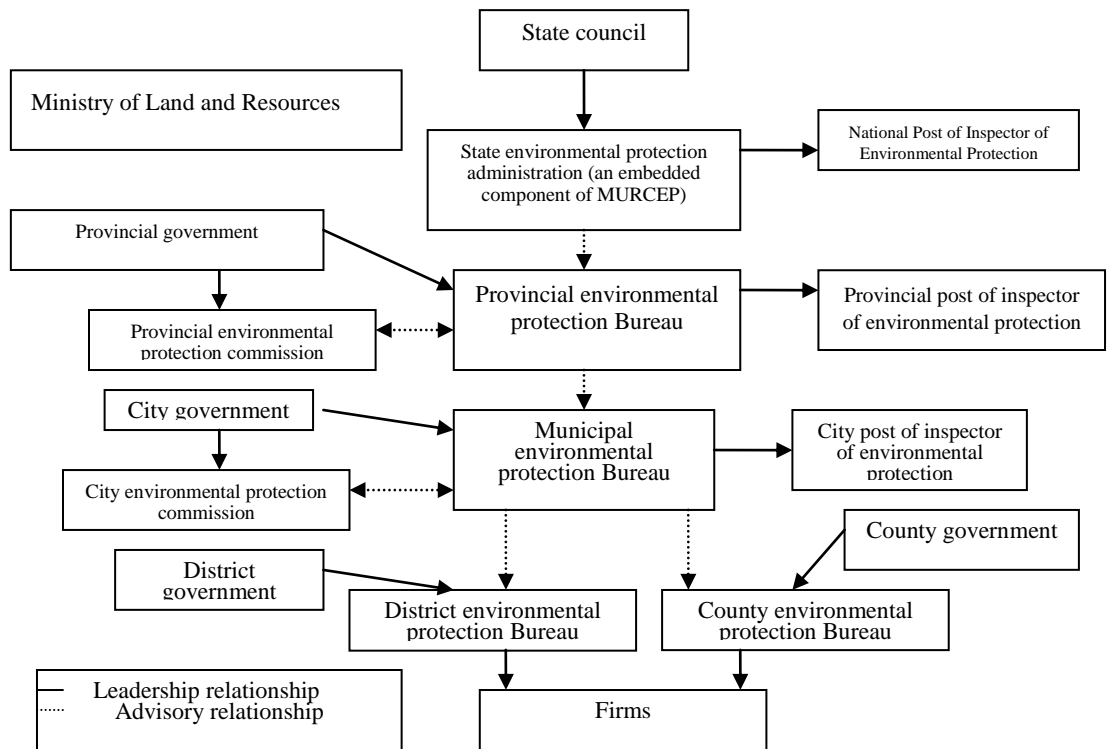 State council
Ministry of Land and Resources
National Post of Inspector of
Environmental Protection
State environmental protection
administration (an embedded
component of MURCEP)
Provincial government
Provincial environmental
protection Bureau
Provincial post of inspector
of environmental protection
Provincial environmental
protection commission
City government
Municipal
environmental
protection Bureau
City post of inspector
of environmental
protection
City environmental protection
commission
County government
District
government
District environmental
protection Bureau
County environmental
protection Bureau
Leadership relationship
Advisory relationship
Firms